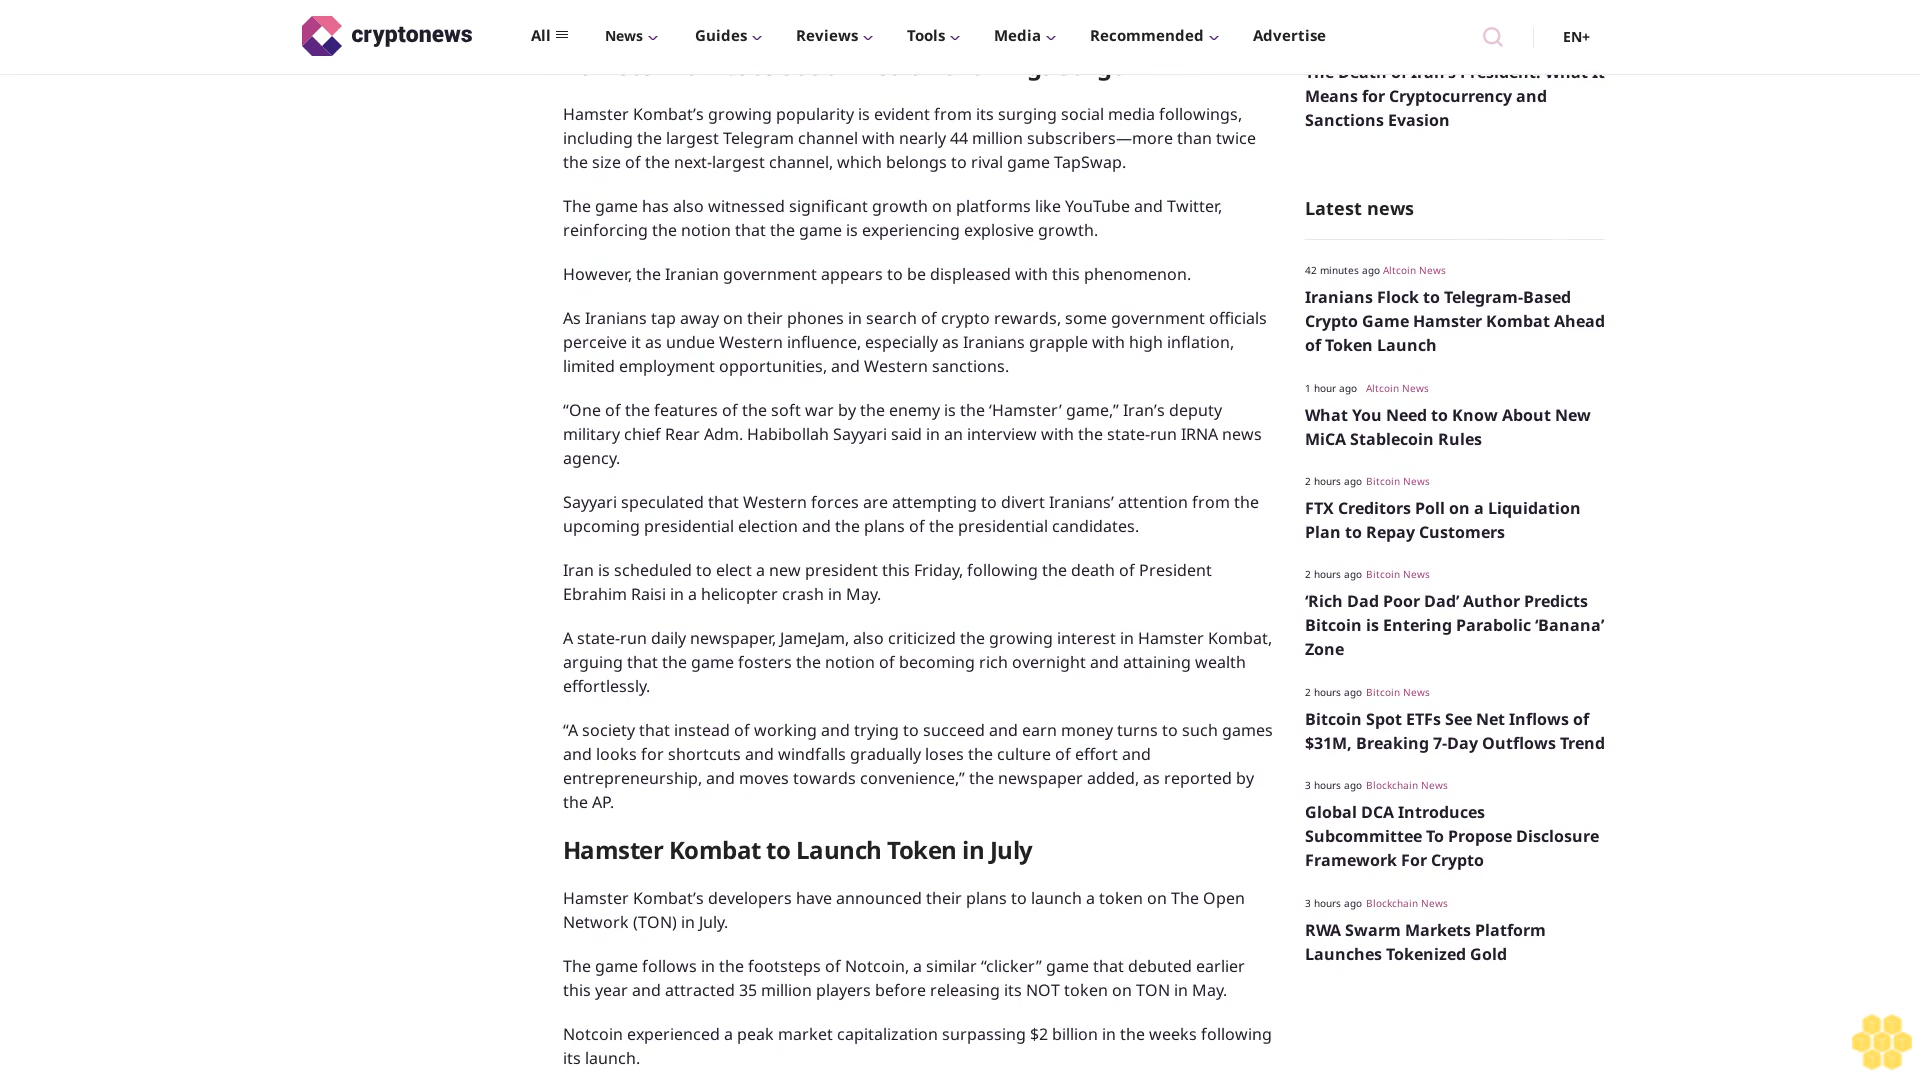 cryptonews
All
News
Guides
Reviews
Tools
Media
Recommended
Advertise
EN+
Hamster Kombat's growing popularity is evident from its surging social media followings,
including the largest Telegram channel with nearly 44 million subscribers—more than twice
the size of the next-largest channel, which belongs to rival game TapSwap.
The game has also witnessed significant growth on platforms like YouTube and Twitter,
reinforcing the notion that the game is experiencing explosive growth.
However, the Iranian government appears to be displeased with this phenomenon.
As Iranians tap away on their phones in search of crypto rewards, some government officials
perceive it as undue Western influence, especially as Iranians grapple with high inflation,
limited employment opportunities, and Western sanctions.
“One of the features of the soft war by the enemy is the ‘Hamster’ game,” Iran’s deputy
military chief Rear Adm. Habibollah Sayyari said in an interview with the state-run IRNA news
agency.
Sayyari speculated that Western forces are attempting to divert Iranians’ attention from the
upcoming presidential election and the plans of the presidential candidates.
Iran is scheduled to elect a new president this Friday, following the death of President
Ebrahim Raisi in a helicopter crash in May.
A state-run daily newspaper, JameJam, also criticized the growing interest in Hamster Kombat,
arguing that the game fosters the notion of becoming rich overnight and attaining wealth
effortlessly.
“A society that instead of working and trying to succeed and earn money turns to such games
and looks for shortcuts and windfalls gradually loses the culture of effort and
entrepreneurship, and moves towards convenience,” the newspaper added, as reported by
the AP.
Hamster Kombat to Launch Token in July
Hamster Kombat’s developers have announced their plans to launch a token on The Open
Network (TON) in July.
The game follows in the footsteps of Notcoin, a similar “clicker” game that debuted earlier
this year and attracted 35 million players before releasing its NOT token on TON in May.
Notcoin experienced a peak market capitalization surpassing $2 billion in the weeks following
its launch.
The Death of Iran’s President: What It
Means for Cryptocurrency and
Sanctions Evasion
Latest news
42 minutes ago Altcoin News
Iranians Flock to Telegram-Based
Crypto Game Hamster Kombat Ahead
of Token Launch
1 hour ago Altcoin News
What You Need to Know About New
MiCA Stablecoin Rules
2 hours ago Bitcoin News
FTX Creditors Poll on a Liquidation
Plan to Repay Customers
2 hours ago Bitcoin News
‘Rich Dad Poor Dad’ Author Predicts
Bitcoin is Entering Parabolic ‘Banana’
Zone
2 hours ago Bitcoin News
Bitcoin Spot ETFs See Net Inflows of
$31M, Breaking 7-Day Outflows Trend
3 hours ago Blockchain News
Global DCA Introduces
Subcommittee To Propose Disclosure
Framework For Crypto
3 hours ago Blockchain News
RWA Swarm Markets Platform
Launches Tokenized Gold